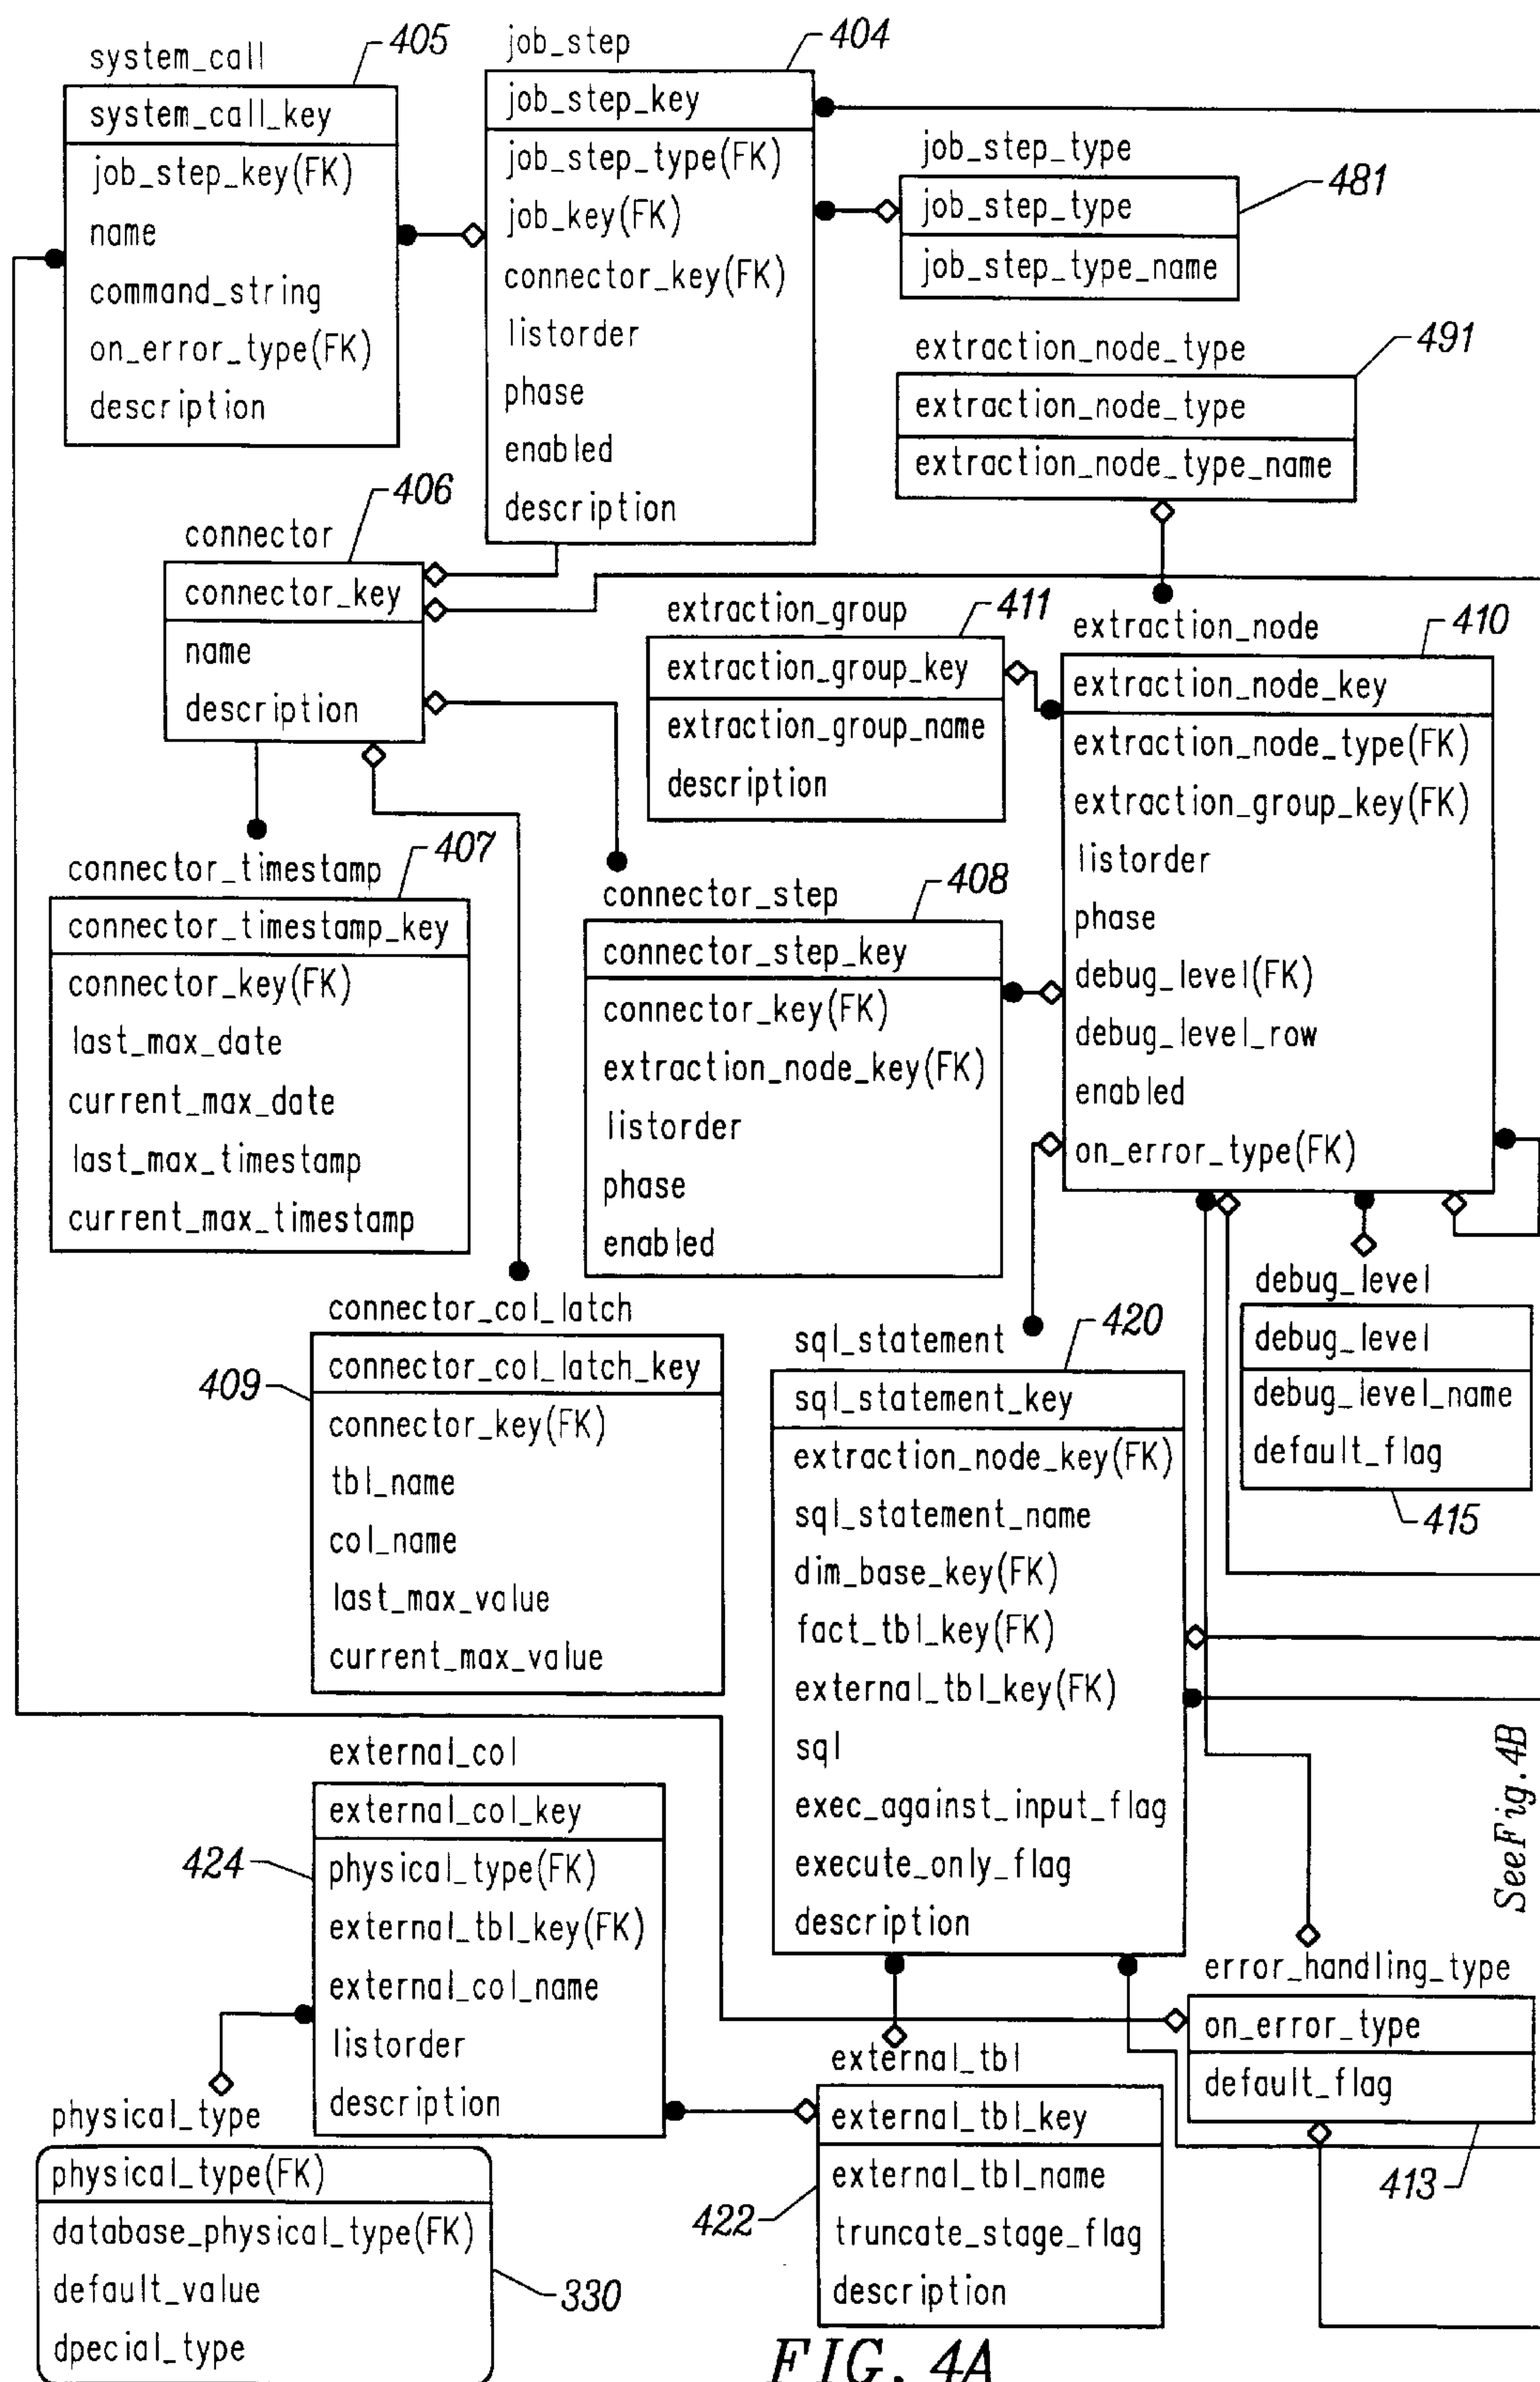 system_call
405
system_call_key
job_step_key(FK)
name
command_string
on_error_type(FK)
description
job_step
404
job_step_key
job_step_type(FK)
job_key(FK)
connector_key(FK)
listorder
phase
enabled
description
job_step_type
481
job_step_type
job_step_type_name
extraction_node_type
491
extraction_node_type
extraction_node_type_name
connector
406
connector_key
name
description
extraction_group
411
extraction_group_key
extraction_group_name
description
extraction_node
410
extraction_node_key
extraction_node_type(FK)
extraction_group_key(FK)
listorder
phase
debug_level(FK)
debug_level_row
enabled
on_error_type(FK)
connector_timestamp
407
connector_timestamp_key
connector_key(FK)
last_max_date
current_max_date
last_max_timestamp
current_max_timestamp
connector_step
408
connector_step_key
connector_key(FK)
extraction_node_key(FK)
listorder
phase
enabled
connector_col_latch
409
connector_col_latch_key
connector_key(FK)
tbl_name
col_name
last_max_value
current_max_value
sql_statement
420
sql_statement_key
extraction_node_key(FK)
sql_statement_name
dim_base_key(FK)
fact_tbl_key(FK)
external_tbl_key(FK)
sql
exec_against_input_flag
execute_only_flag
description
debug_level
debug_level
debug_level_name
default_flag
415
See Fig. 4B
external_col
424
external_col_key
physical_type(FK)
external_tbl_key(FK)
external_col_name
listorder
description
error_handling_type
on_error_type
default_flag
413
physical_type
physical_type(FK)
database_physical_type(FK)
default_value
dpecial_type
330
external_tbl
422
external_tbl_key
external_tbl_name
truncate_stage_flag
description
FIG. 4A